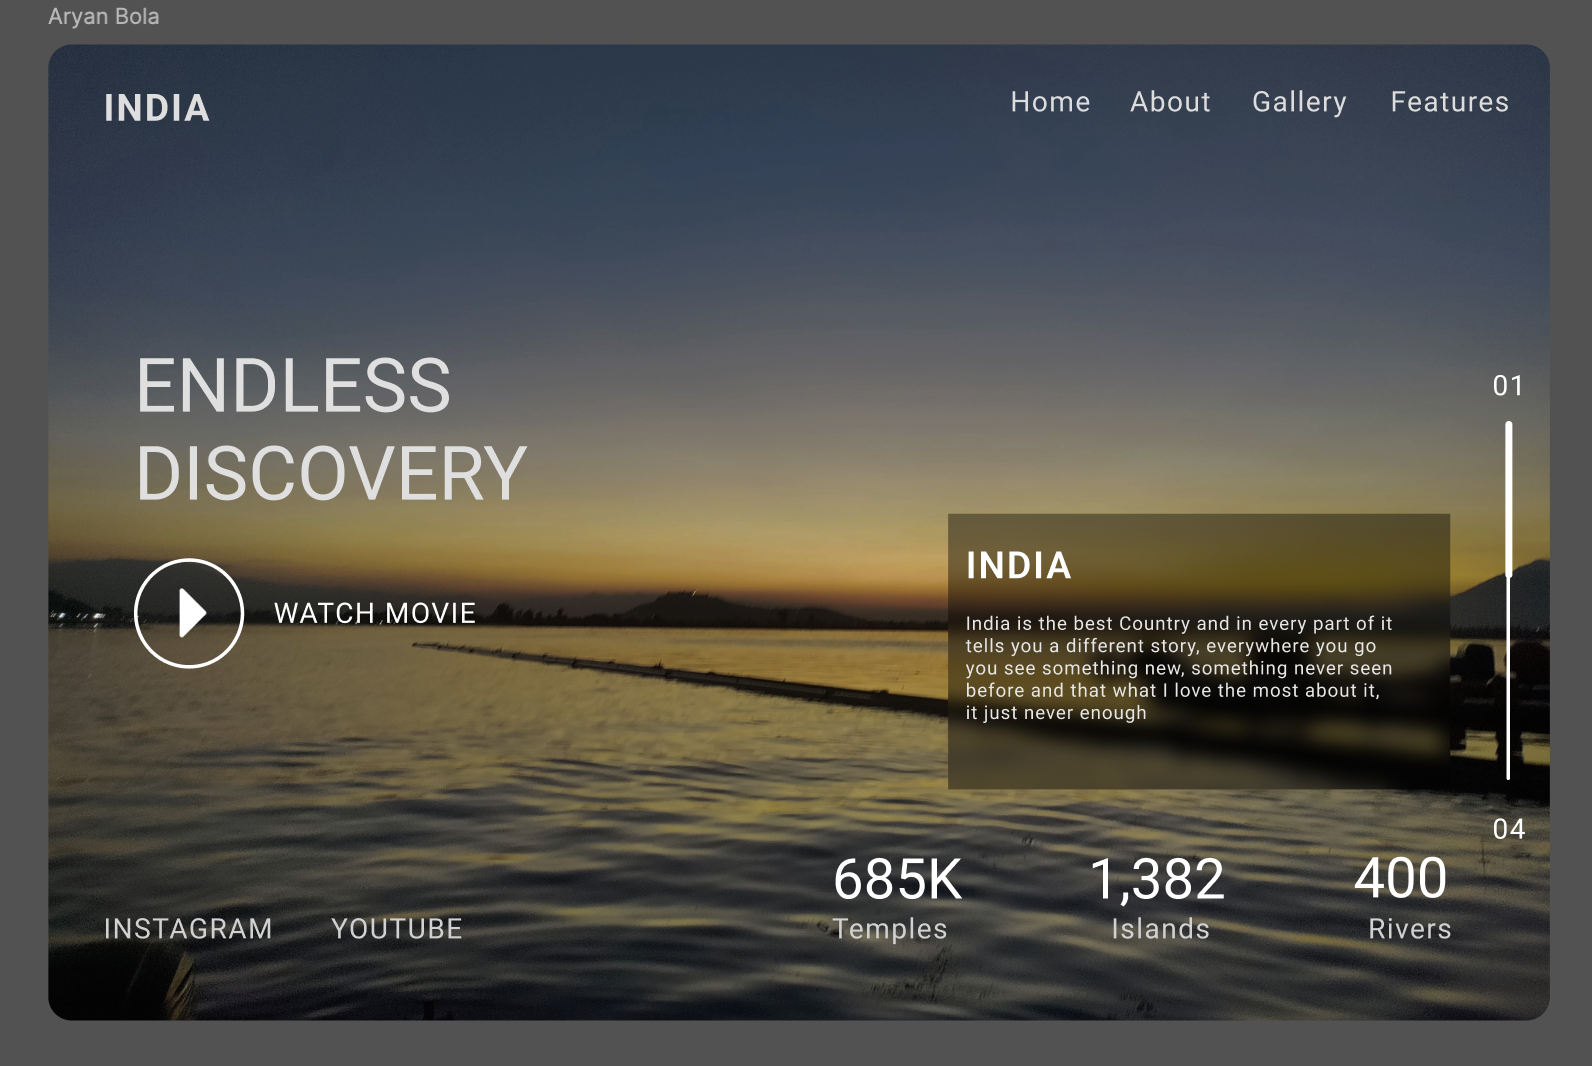 Aryan Bola
INDIA
Home About Gallery Features
ENDLESS
DISCOVERY
WATCH MOVIE
01
INDIA
India is the best Country and in every part of it
tells you a different story, everywhere you go
you see something new, something never seen
before and that what I love the most about it,
it just never enough
04
685K 1,382 400
Temples Islands Rivers
INSTAGRAM YOUTUBE